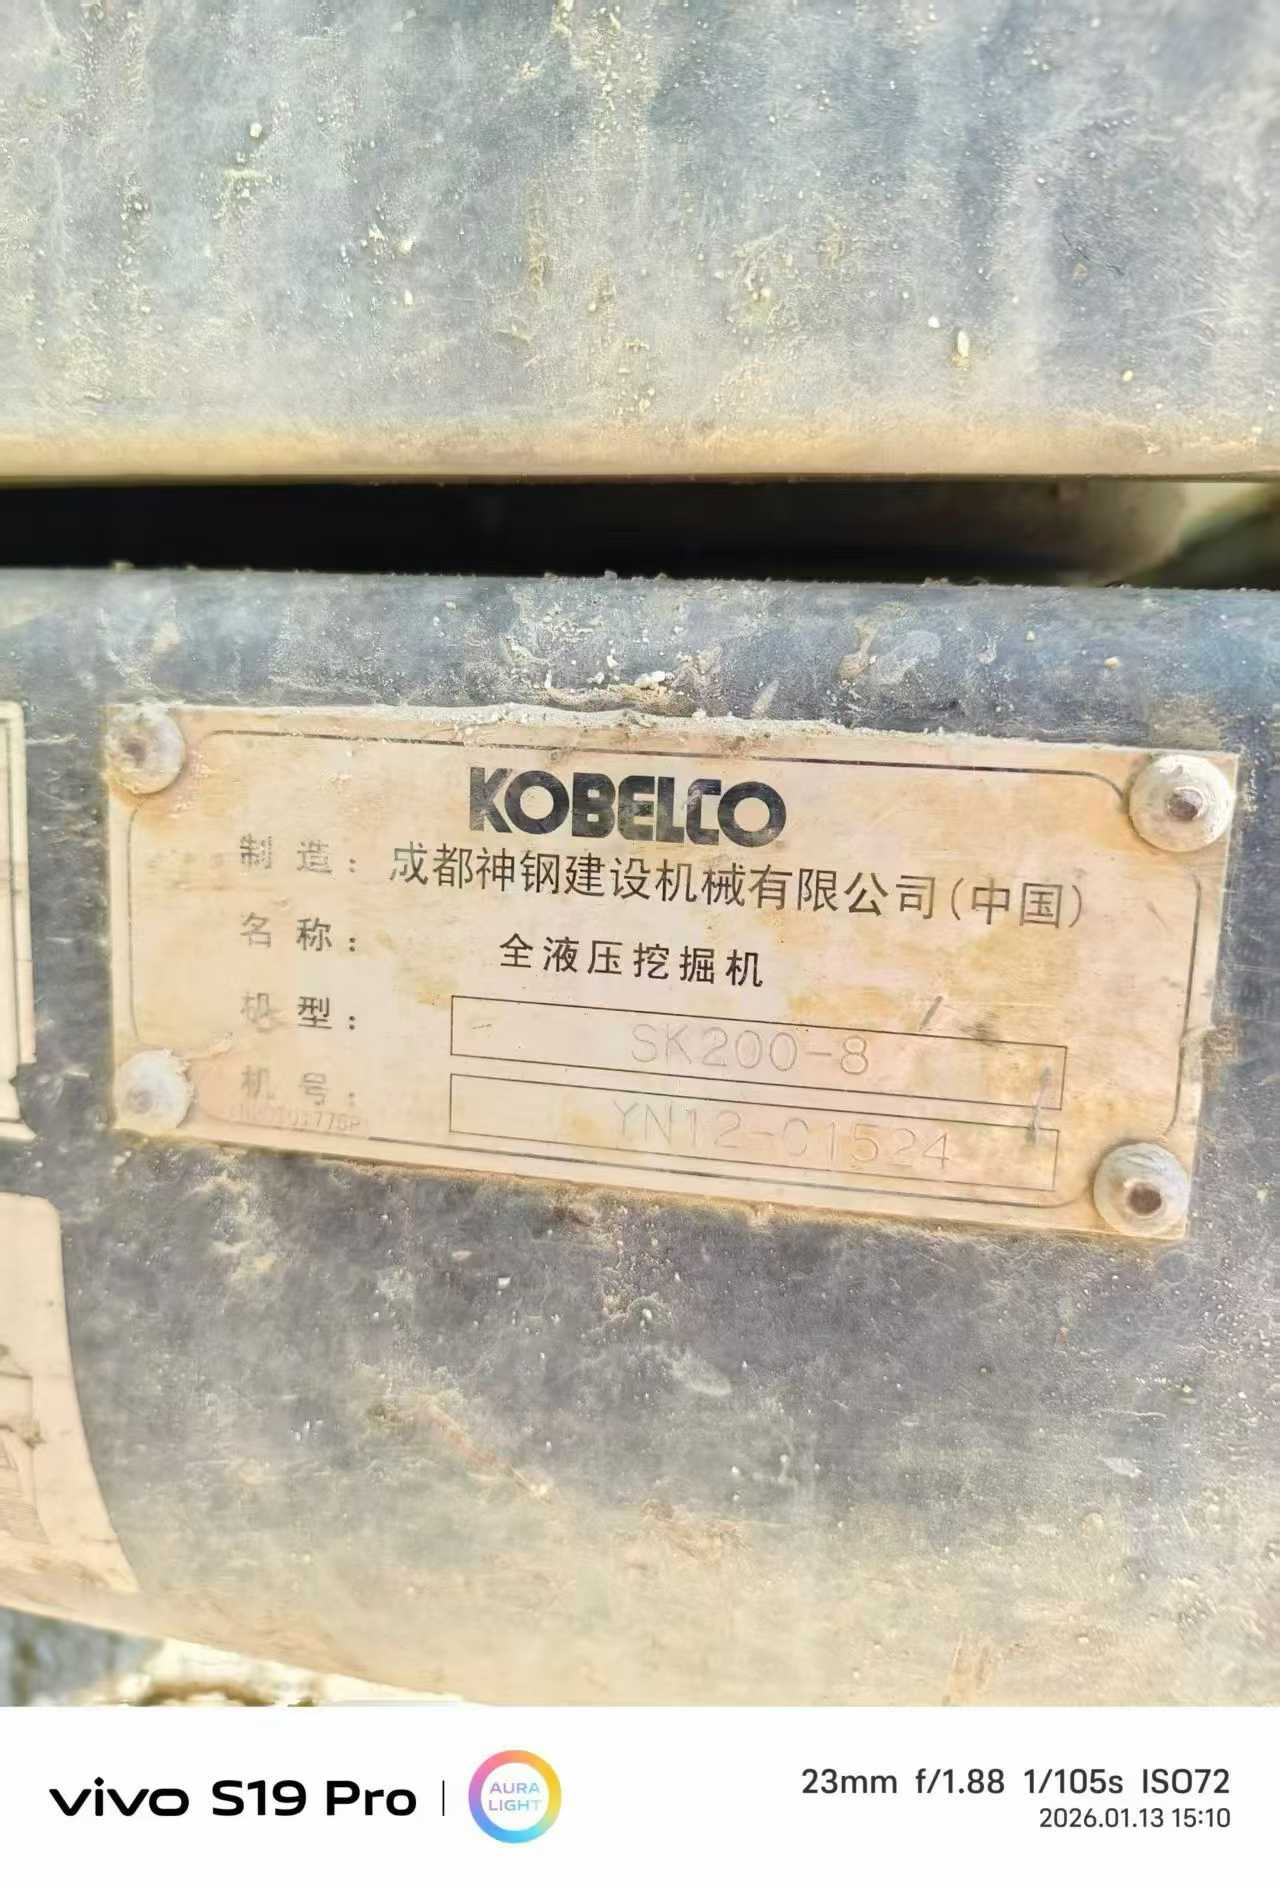 KOBELCO
制 造： 成都神钢建设机械有限公司(中国)
名 称： 全液压挖掘机
机 型： SK200-8
机 号： YN12-C1524
vivo S19 Pro
AURA LIGHT
23mm f/1.88 1/105s ISO72
2026.01.13 15:10